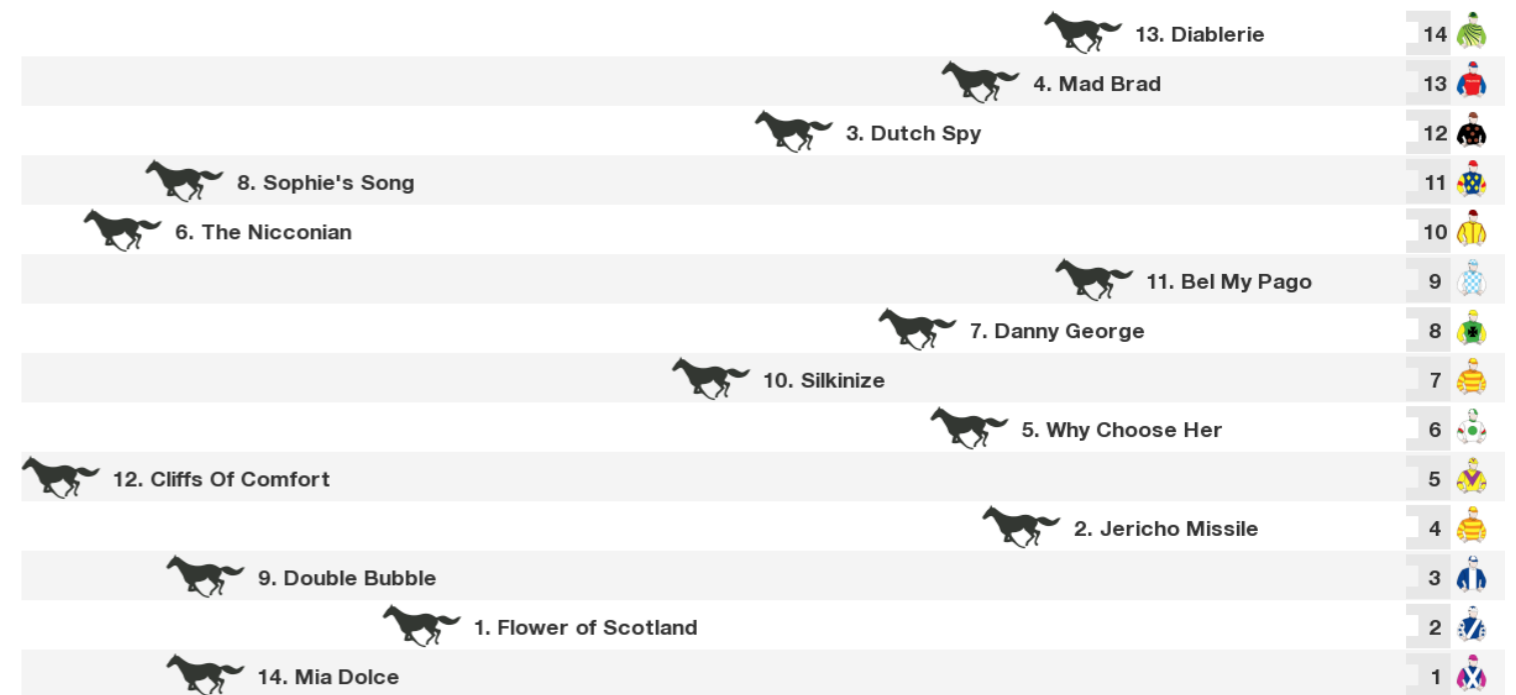 13. Diablerie 14
4. Mad Brad 13
3. Dutch Spy 12
8. Sophie's Song 11
6. The Nicconian 10
11. Bel My Pago 9
7. Danny George 8
10. Silkinize 7
5. Why Choose Her 6
12. Cliffs Of Comfort 5
2. Jericho Missile 4
9. Double Bubble 3
1. Flower of Scotland 2
14. Mia Dolce 1